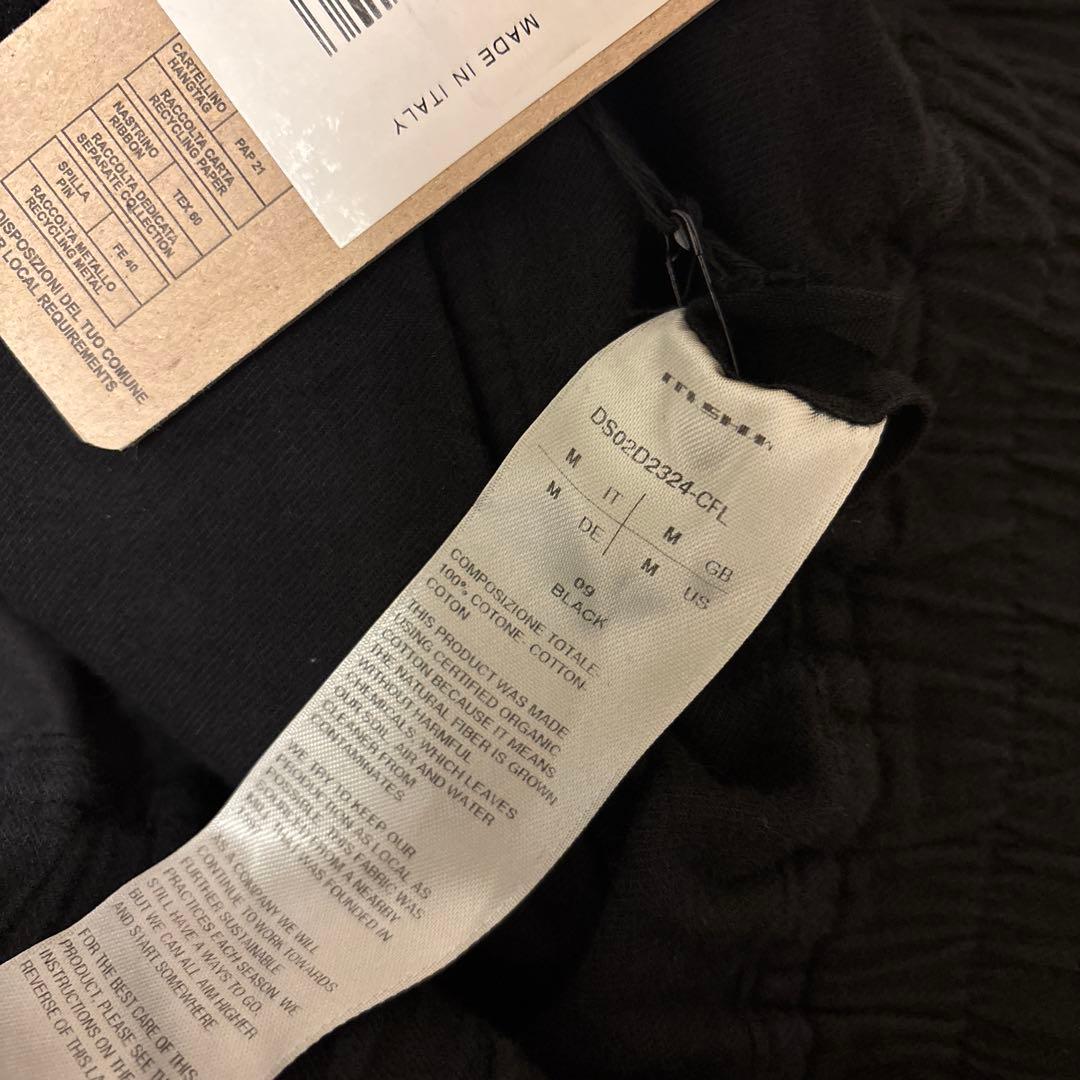 MADE IN ITALY
CARTELLINO
HANGTAG
PAP 21
RACCOLTA CARTA
RECYCLING PAPER
NASTRINO
RIBBON
TEX 60
RACCOLTA DEDICATA
SEPARATE COLLECTION
SPILLA
PIN
FE 40
RACCOLTA METALLO
RECYCLING METAL
DISPOSIZIONI DEL TUO COMUNE
LOCAL REQUIREMENTS
DS02D2324-CFL
M IT M GB
M DE M US
09
BLACK
COMPOSIZIONE TOTALE
100% COTONE- COTTON-
COTON
THIS PRODUCT WAS MADE
USING CERTIFIED ORGANIC
COTTON BECAUSE IT MEANS
THE NATURAL FIBER IS GROWN
WITHOUT HARMFUL
CHEMICALS, WHICH LEAVES
OUR SOIL, AIR AND WATER
CLEANER FROM
CONTAMINATES
WE TRY TO KEEP OUR
PRODUCTION AS LOCAL AS
POSSIBLE. THIS FABRIC WAS
FROM A NEARBY
WAS FOUNDED IN
AS A COMPANY WE WILL
CONTINUE TO WORK TOWARDS
FURTHER SUSTAINABLE
PRACTICES EACH SEASON. WE
STILL HAVE A WAYS TO GO,
BUT WE CAN ALL AIM HIGHER
AND START SOMEWHERE
FOR THE BEST CARE OF THIS
PRODUCT, PLEASE SEE
INSTRUCTIONS ON THE
REVERSE OF THIS